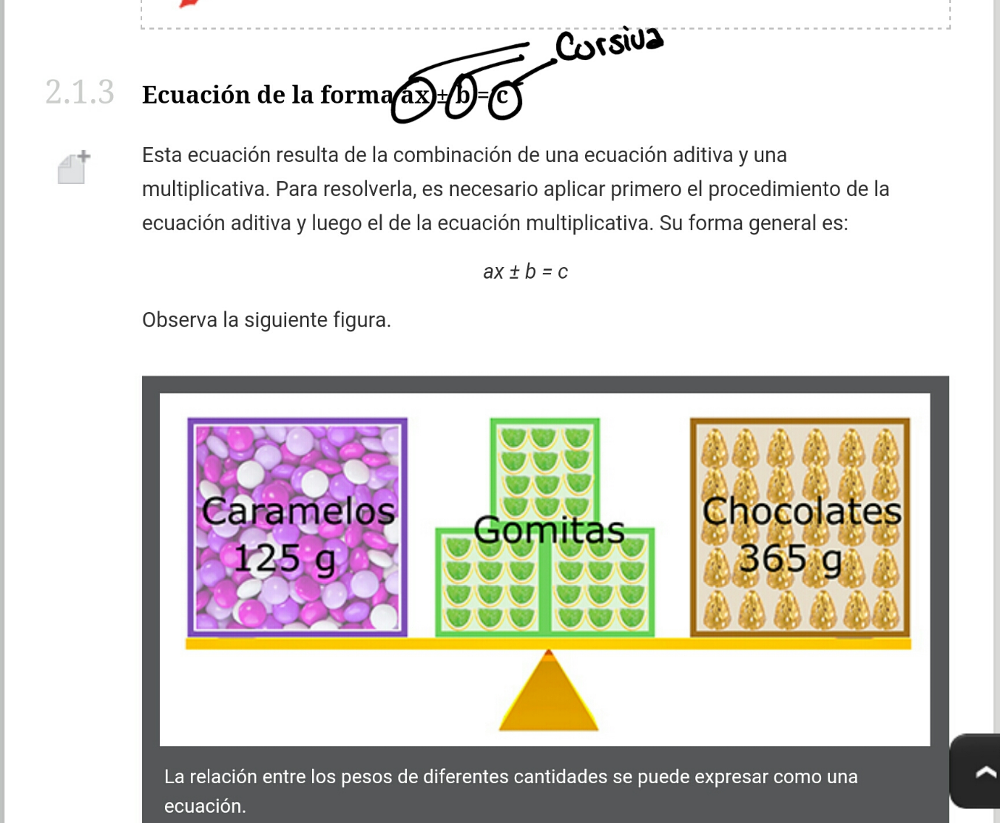 Cursiva
2.1.3 Ecuación de la forma ax ± b = c
Esta ecuación resulta de la combinación de una ecuación aditiva y una
multiplicativa. Para resolverla, es necesario aplicar primero el procedimiento de la
ecuación aditiva y luego el de la ecuación multiplicativa. Su forma general es:
ax ± b = c
Observa la siguiente figura.
Caramelos
125 g
Gomitas
Chocolates
365 g
La relación entre los pesos de diferentes cantidades se puede expresar como una
ecuación.